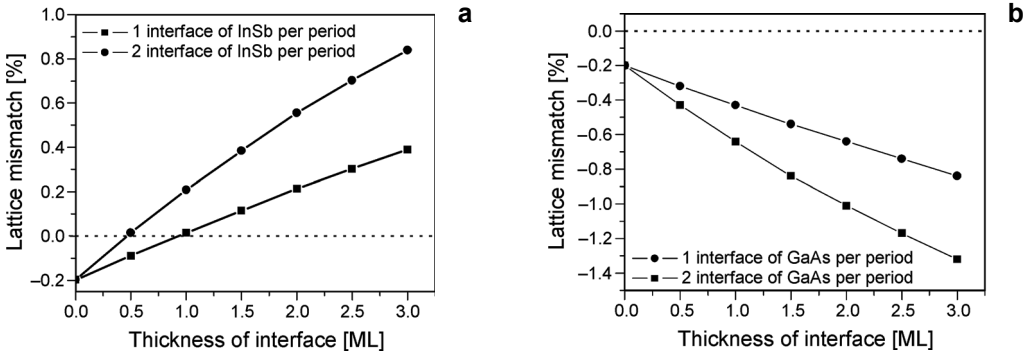 a
1.0
0.8
0.6
0.4
0.2
0.0
–0.2
Lattice mismatch [%]
1 interface of InSb per period
2 interface of InSb per period
0.0 0.5 1.0 1.5 2.0 2.5 3.0
Thickness of interface [ML]
b
0.0
–0.2
–0.4
–0.6
–0.8
–1.0
–1.2
–1.4
Lattice mismatch [%]
1 interface of GaAs per period
2 interface of GaAs per period
0.0 0.5 1.0 1.5 2.0 2.5 3.0
Thickness of interface [ML]